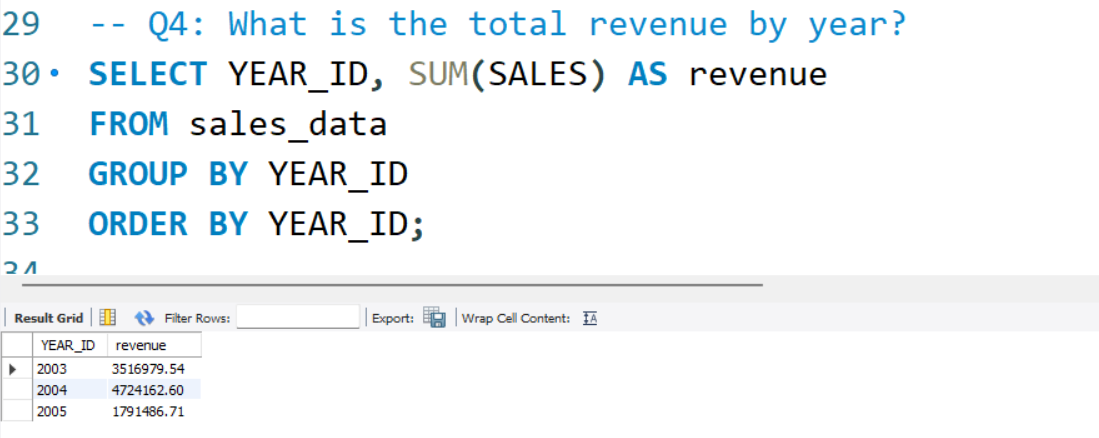 29 -- Q4: What is the total revenue by year?
30 SELECT YEAR_ID, SUM(SALES) AS revenue
31 FROM sales_data
32 GROUP BY YEAR_ID
33 ORDER BY YEAR_ID;
34
Result Grid Filter Rows: Export: Wrap Cell Content: IA
YEAR_ID revenue
2003 3516979.54
2004 4724162.60
2005 1791486.71